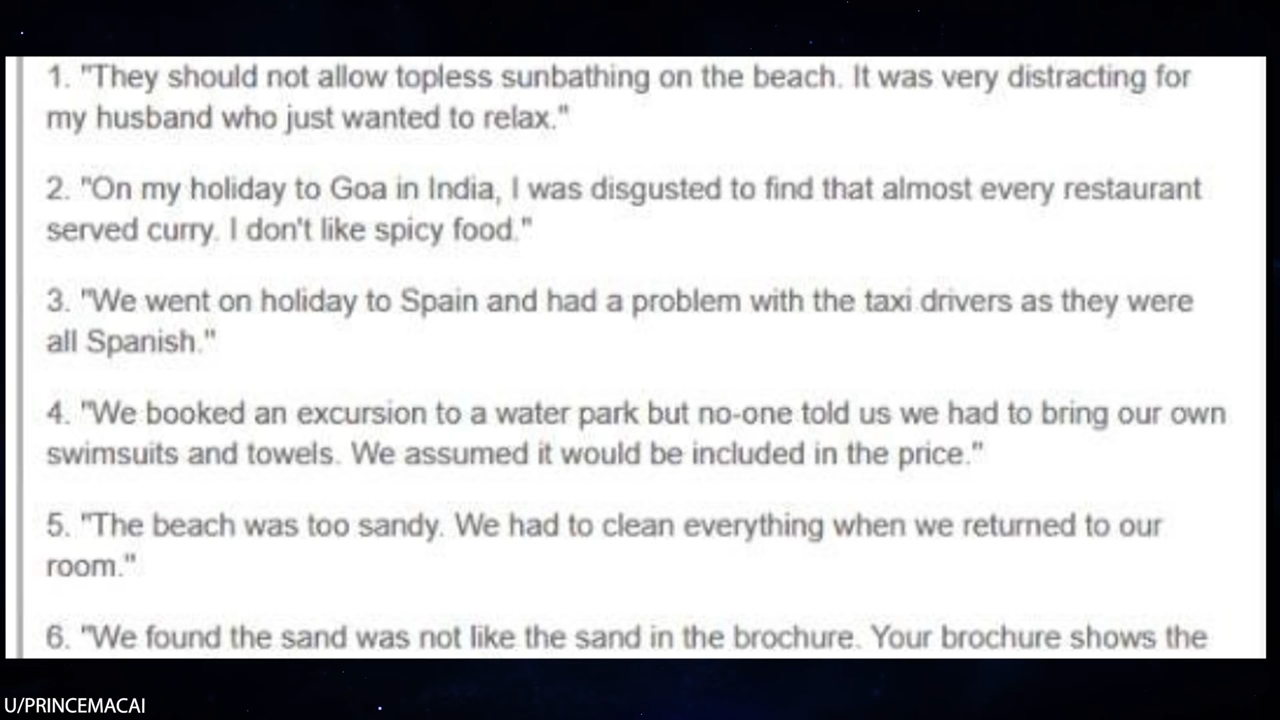 1. "They should not allow topless sunbathing on the beach. It was very distracting for
my husband who just wanted to relax."
2. "On my holiday to Goa in India, I was disgusted to find that almost every restaurant
served curry. I don't like spicy food."
3. "We went on holiday to Spain and had a problem with the taxi drivers as they were
all Spanish."
4. "We booked an excursion to a water park but no-one told us we had to bring our own
swimsuits and towels. We assumed it would be included in the price."
5. "The beach was too sandy. We had to clean everything when we returned to our
room."
6. "We found the sand was not like the sand in the brochure. Your brochure shows the
U/PRINCEMACAI